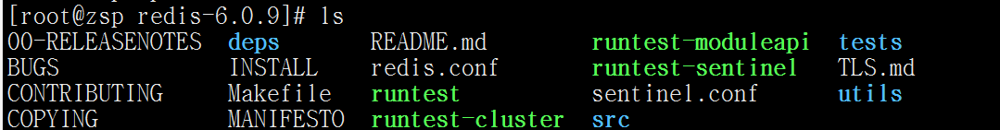 [root@zsp redis-6.0.9]# ls
00-RELEASENOTES deps README.md runtest-moduleapi tests
BUGS INSTALL redis.conf runtest-sentinel TLS.md
CONTRIBUTING Makefile runtest sentinel.conf utils
COPYING MANIFESTO runtest-cluster src